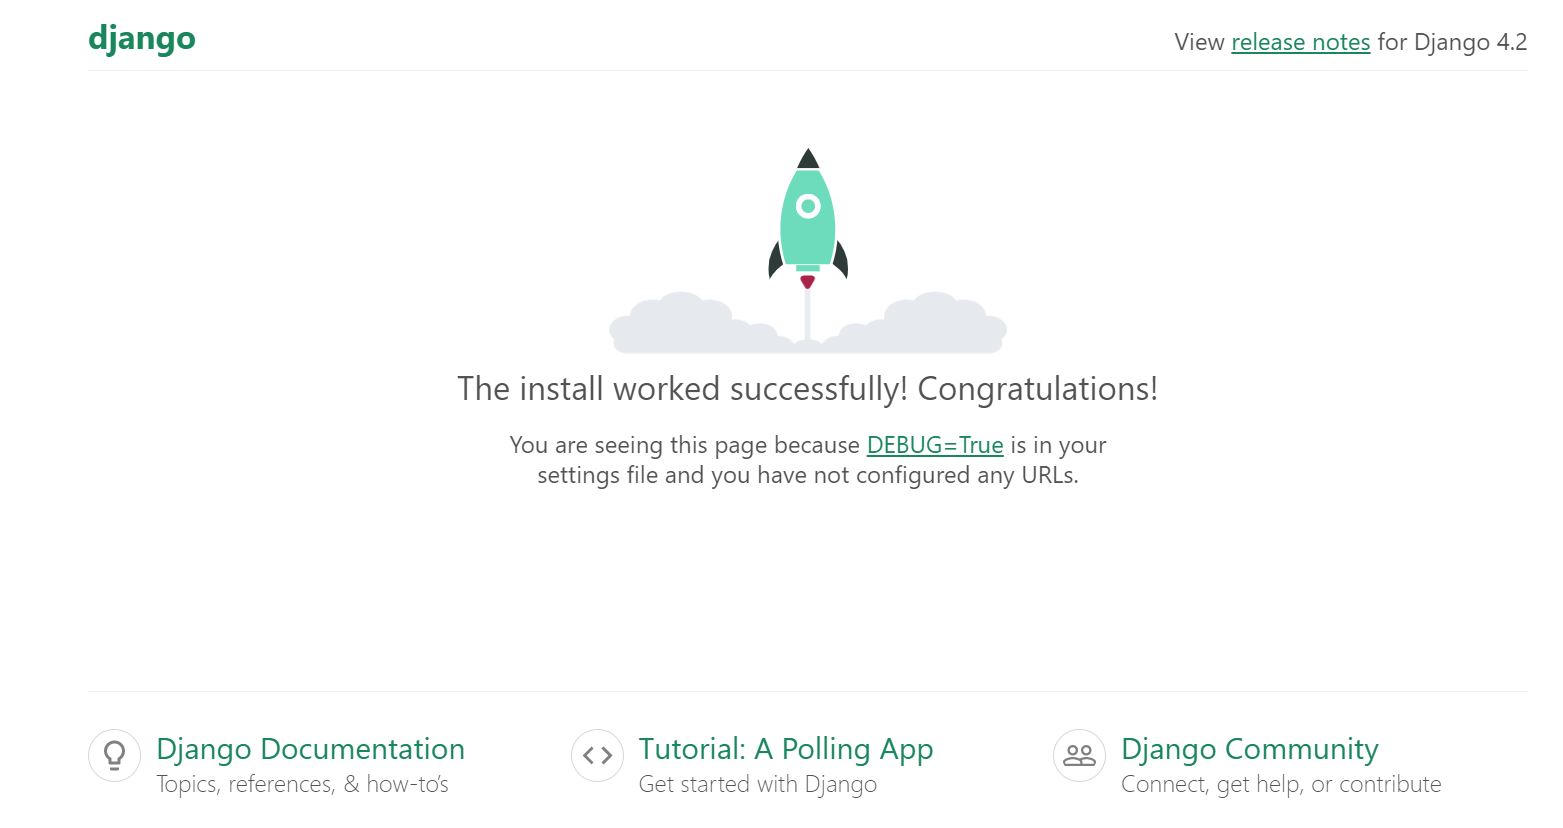 django
View release notes for Django 4.2
The install worked successfully! Congratulations!
You are seeing this page because DEBUG=True is in your
settings file and you have not configured any URLs.
Django Documentation
Topics, references, & how-to’s
Tutorial: A Polling App
Get started with Django
Django Community
Connect, get help, or contribute